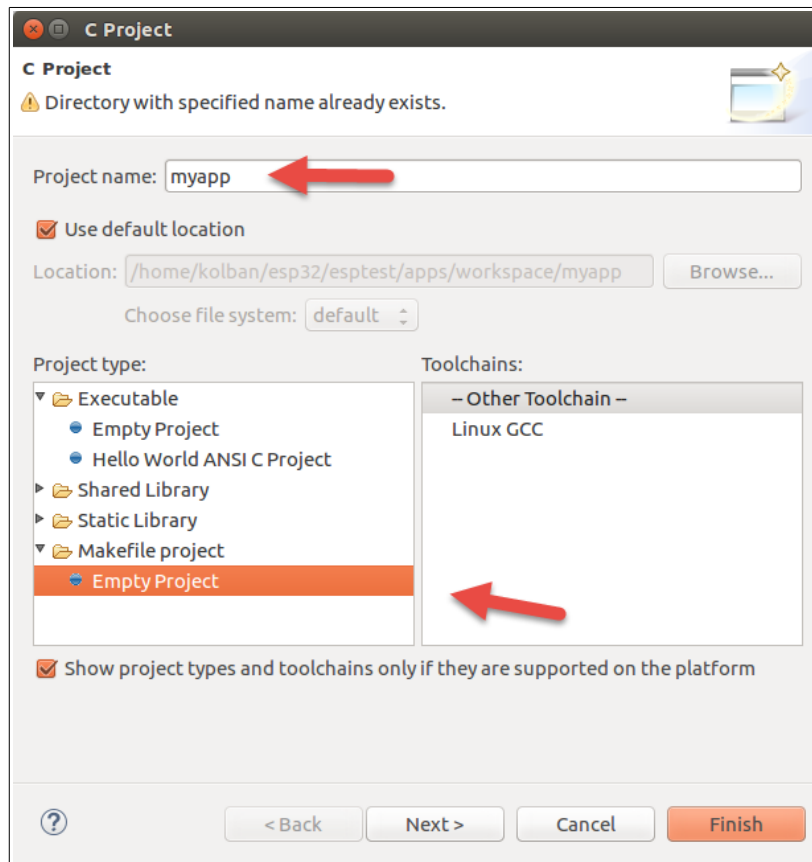 C Project
C Project
Directory with specified name already exists.
Project name: myapp
Use default location
Location: /home/kolban/esp32/esptest/apps/workspace/myapp Browse...
Choose file system: default
Project type: Toolchains:
Executable
Empty Project
Hello World ANSI C Project
Shared Library
Static Library
Makefile project
Empty Project
-- Other Toolchain --
Linux GCC
Show project types and toolchains only if they are supported on the platform
? < Back Next > Cancel Finish